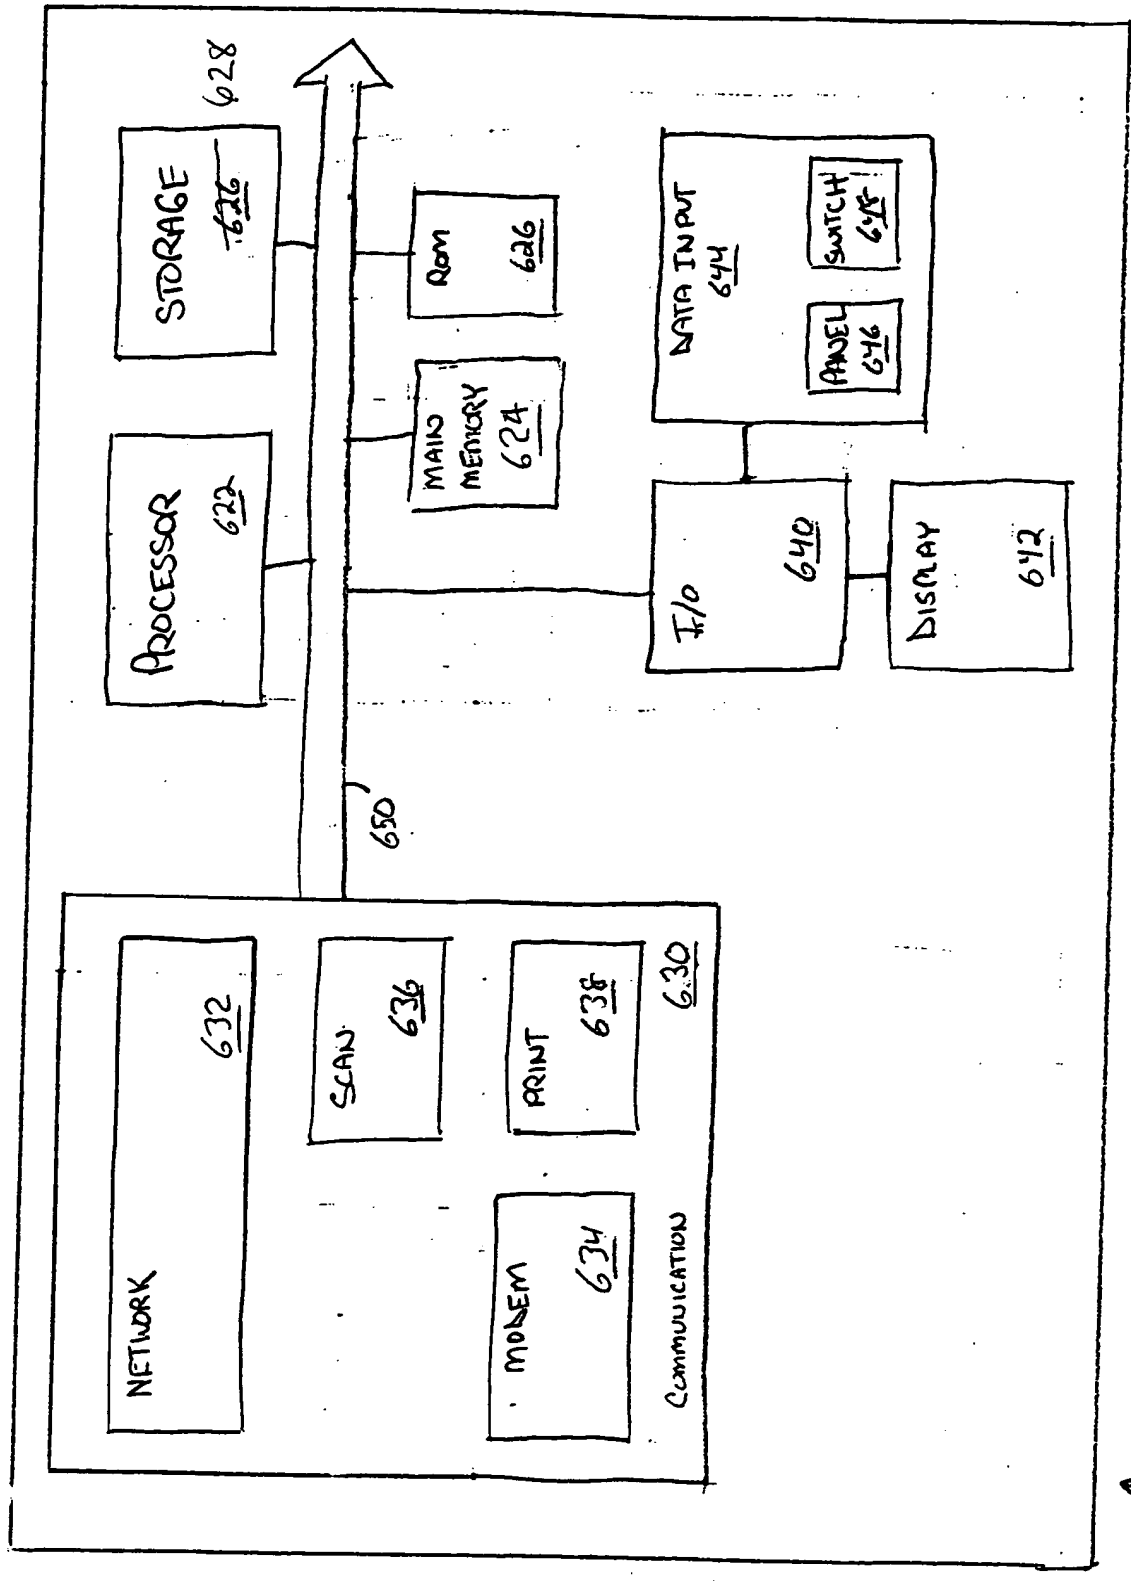 NETWORK
632
SCAN
636
MODEM
634
PRINT
638
COMMUNICATION
630
650
PROCESSOR
622
STORAGE
626
628
MAIN
MEMORY
624
ROM
626
I/O
640
DATA INPUT
644
PANEL
646
SWITCH
648
DISPLAY
642